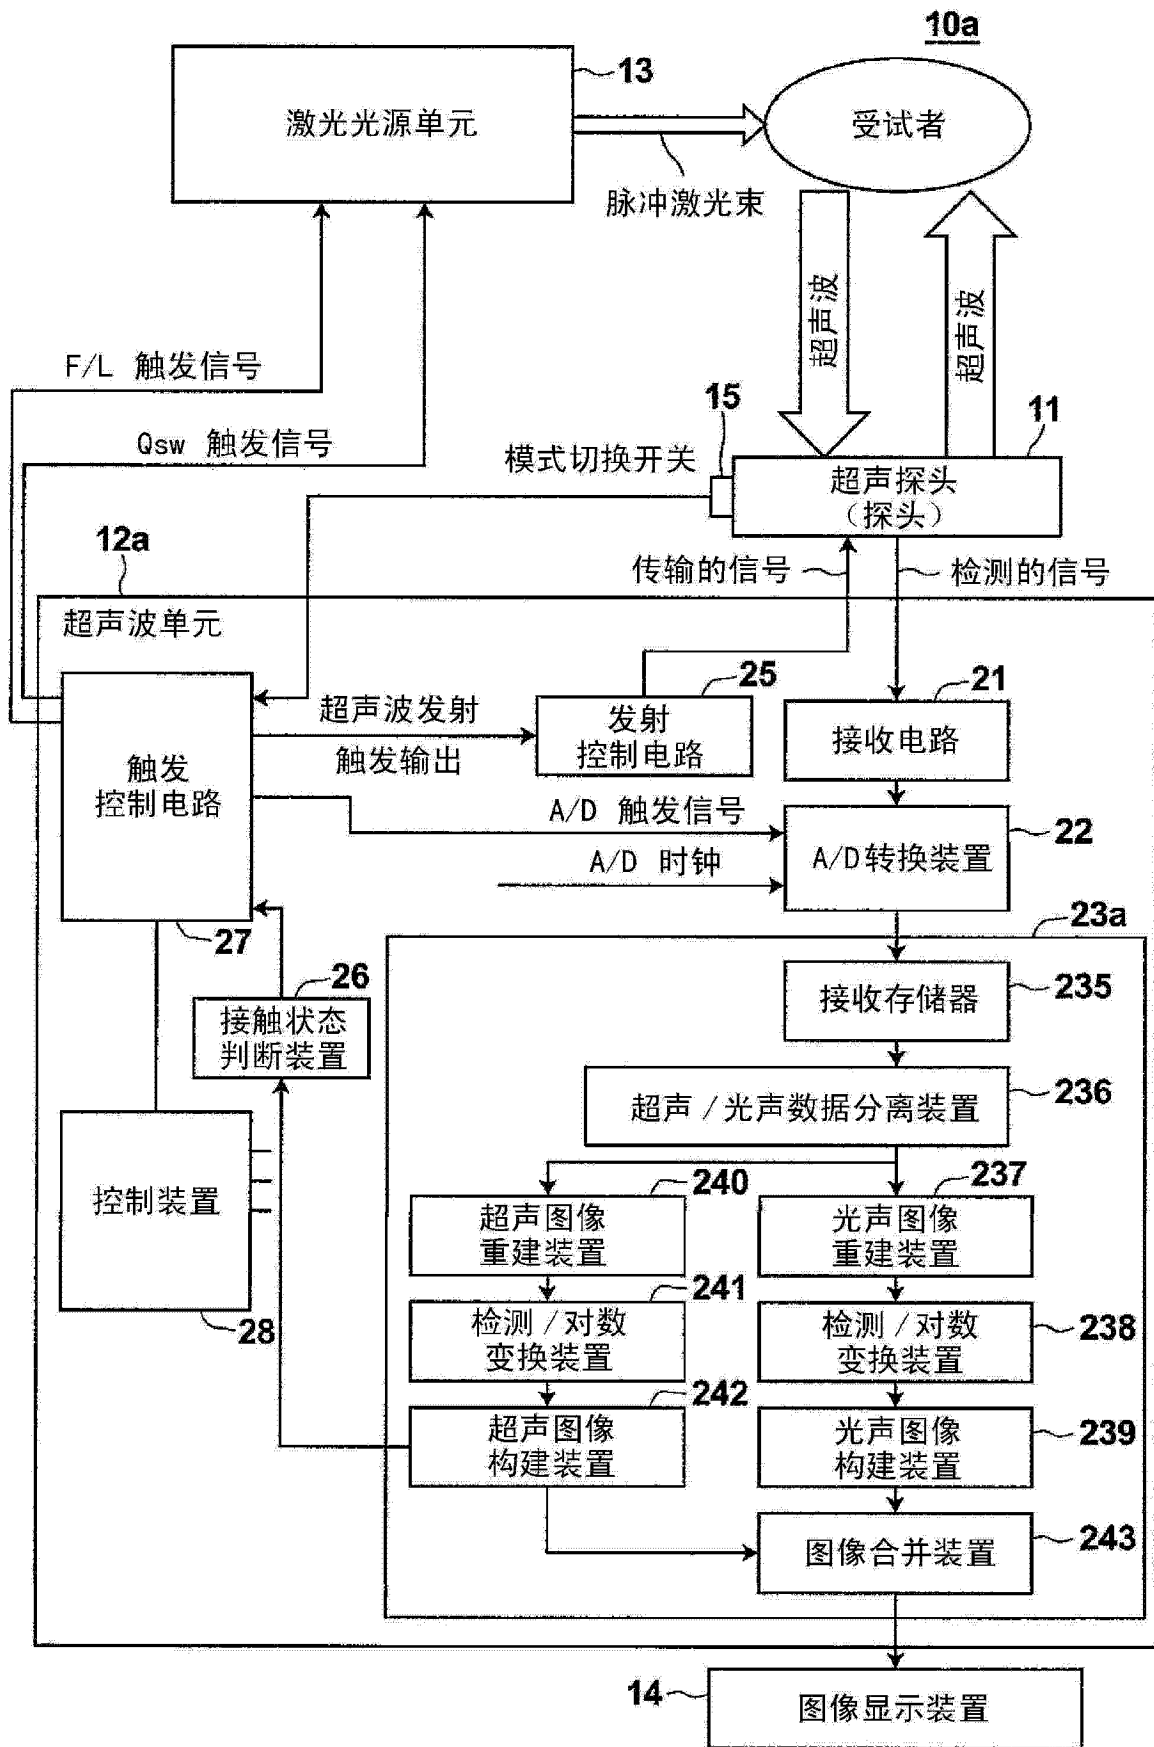 10a
13
激光光源单元
受试者
脉冲激光束
超声波
超声波
F/L 触发信号
Qsw 触发信号
15
11
模式切换开关
超声探头
（探头）
12a
传输的信号
检测的信号
超声波单元
25
21
超声波发射
触发输出
发射
控制电路
接收电路
触发
控制电路
A/D 触发信号
22
A/D 时钟
A/D转换装置
23a
27
26
接触状态
判断装置
接收存储器
235
236
超声/光声数据分离装置
控制装置
28
240
237
超声图像
重建装置
光声图像
重建装置
241
238
检测/对数
变换装置
检测/对数
变换装置
242
239
超声图像
构建装置
光声图像
构建装置
243
图像合并装置
14
图像显示装置